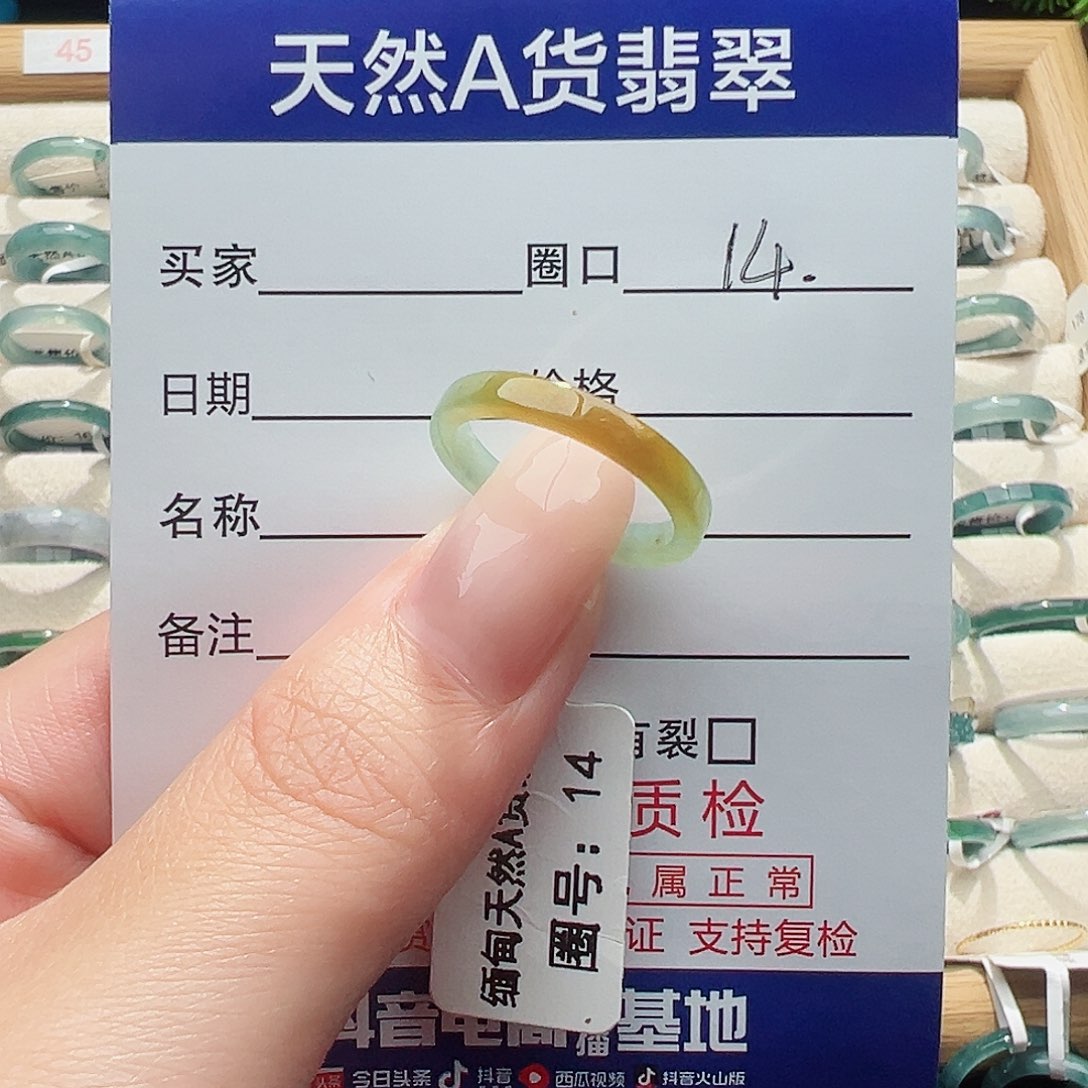 45
天然A货翡翠
买家 圈口 14.
日期 价格
名称
备注
有裂
质检
属正常
证 支持复检
缅甸天然A货
圈号: 14
抖音电商 播基地
头条 今日头条 抖音 西瓜视频 抖音火山版